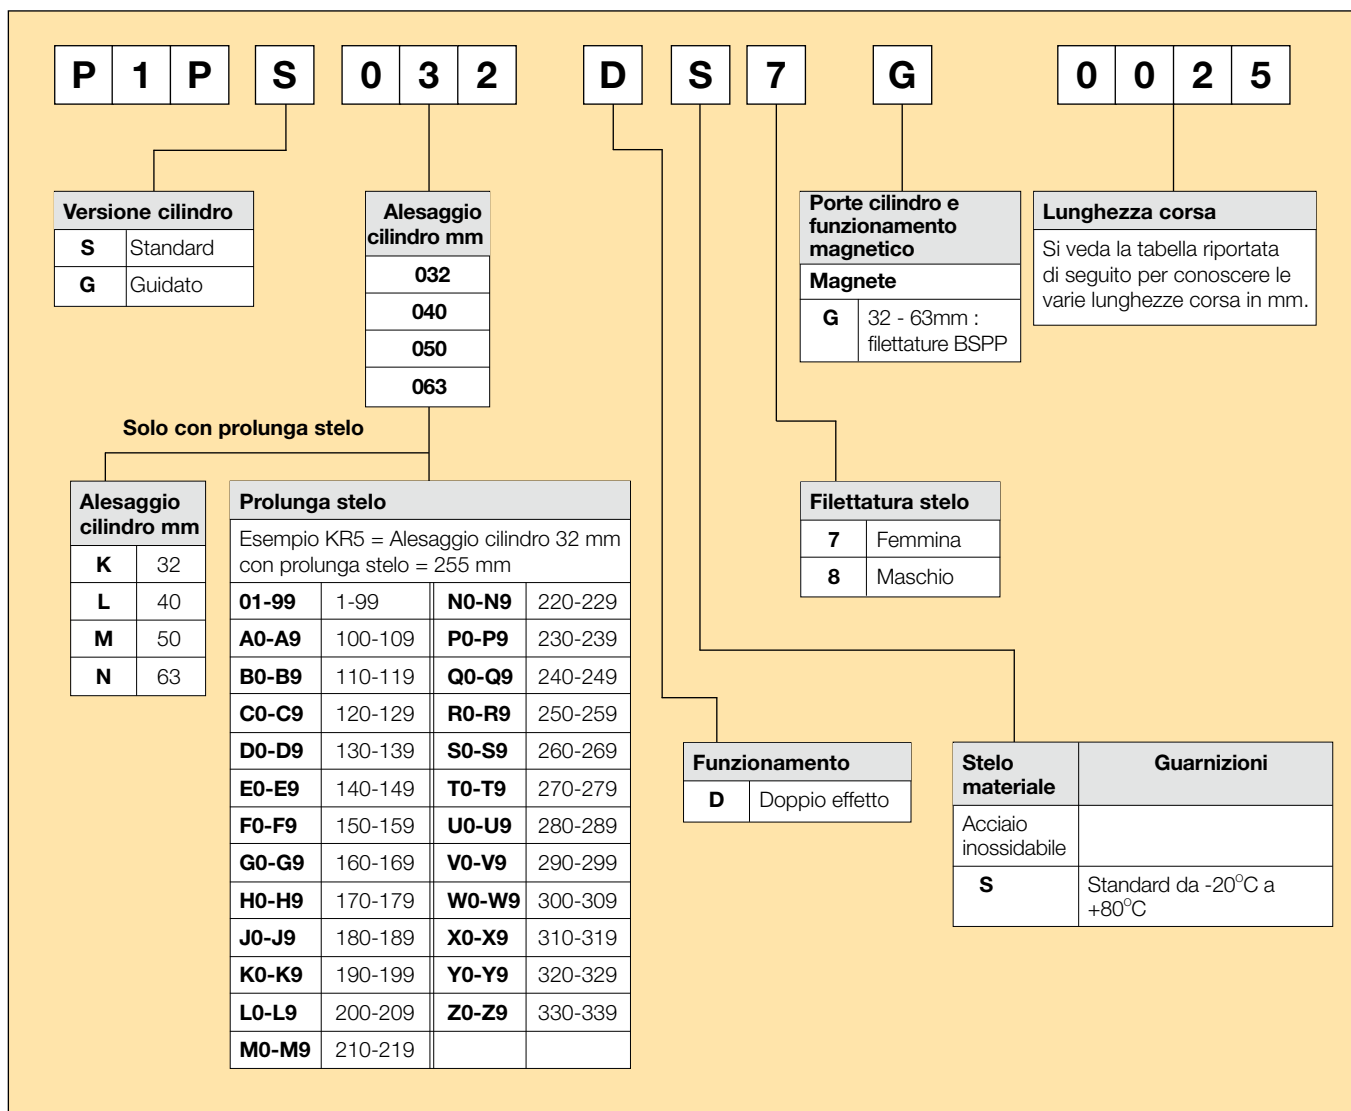 P 1 P S 0 3 2 D S 7 G 0 0 2 5
Versione cilindro
S Standard
G Guidato
Alesaggio
cilindro mm
032
040
050
063
Porte cilindro e
funzionamento
magnetico
Magnete
G 32 - 63mm :
filettature BSPP
Lunghezza corsa
Si veda la tabella riportata
di seguito per conoscere le
varie lunghezze corsa in mm.
Solo con prolunga stelo
Alesaggio
cilindro mm
K 32
L 40
M 50
N 63
Prolunga stelo
Esempio KR5 = Alesaggio cilindro 32 mm
con prolunga stelo = 255 mm
01-99 1-99 N0-N9 220-229
A0-A9 100-109 P0-P9 230-239
B0-B9 110-119 Q0-Q9 240-249
C0-C9 120-129 R0-R9 250-259
D0-D9 130-139 S0-S9 260-269
E0-E9 140-149 T0-T9 270-279
F0-F9 150-159 U0-U9 280-289
G0-G9 160-169 V0-V9 290-299
H0-H9 170-179 W0-W9 300-309
J0-J9 180-189 X0-X9 310-319
K0-K9 190-199 Y0-Y9 320-329
L0-L9 200-209 Z0-Z9 330-339
M0-M9 210-219
Filettatura stelo
7 Femmina
8 Maschio
Funzionamento
D Doppio effetto
Stelo
materiale
Guarnizioni
Acciaio
inossidabile
S Standard da -20°C a
+80°C